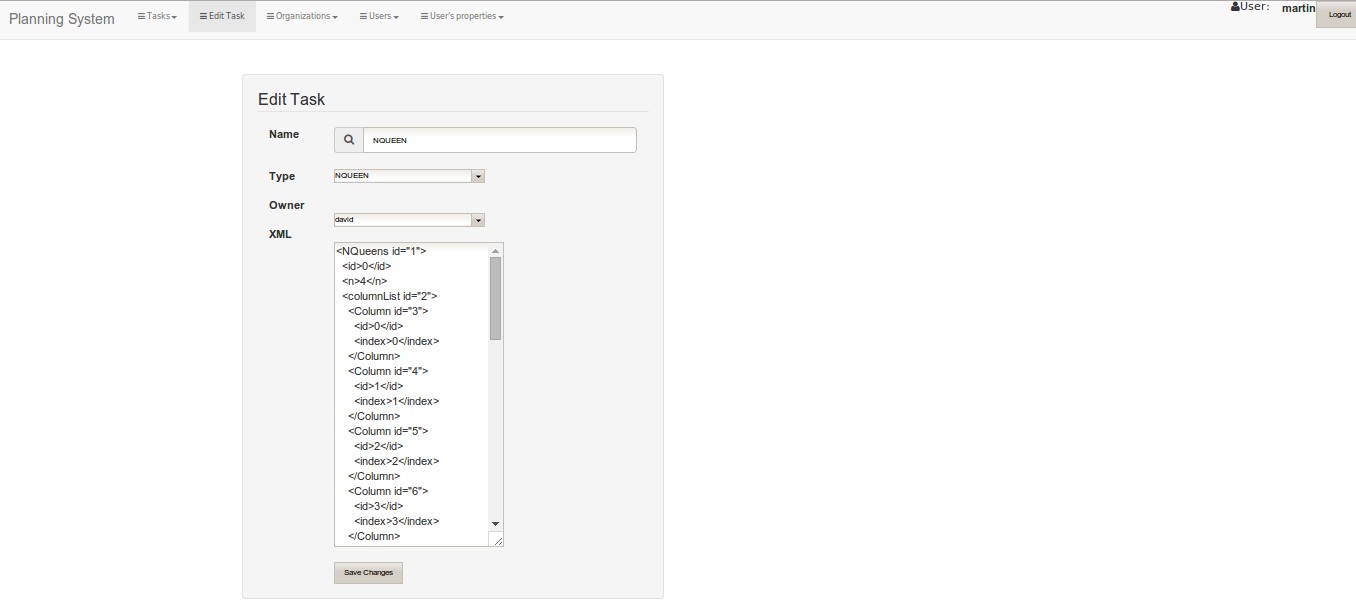 Planning System Tasks Edit Task Organizations Users User's properties User: martin Logout
Edit Task
Name NQUEEN
Type NQUEEN
Owner david
XML
<NQueens id="1">
<id>0</id>
<n>4</n>
<columnList id="2">
<Column id="3">
<id>0</id>
<index>0</index>
</Column>
<Column id="4">
<id>1</id>
<index>1</index>
</Column>
<Column id="5">
<id>2</id>
<index>2</index>
</Column>
<Column id="6">
<id>3</id>
<index>3</index>
</Column>
Save Changes